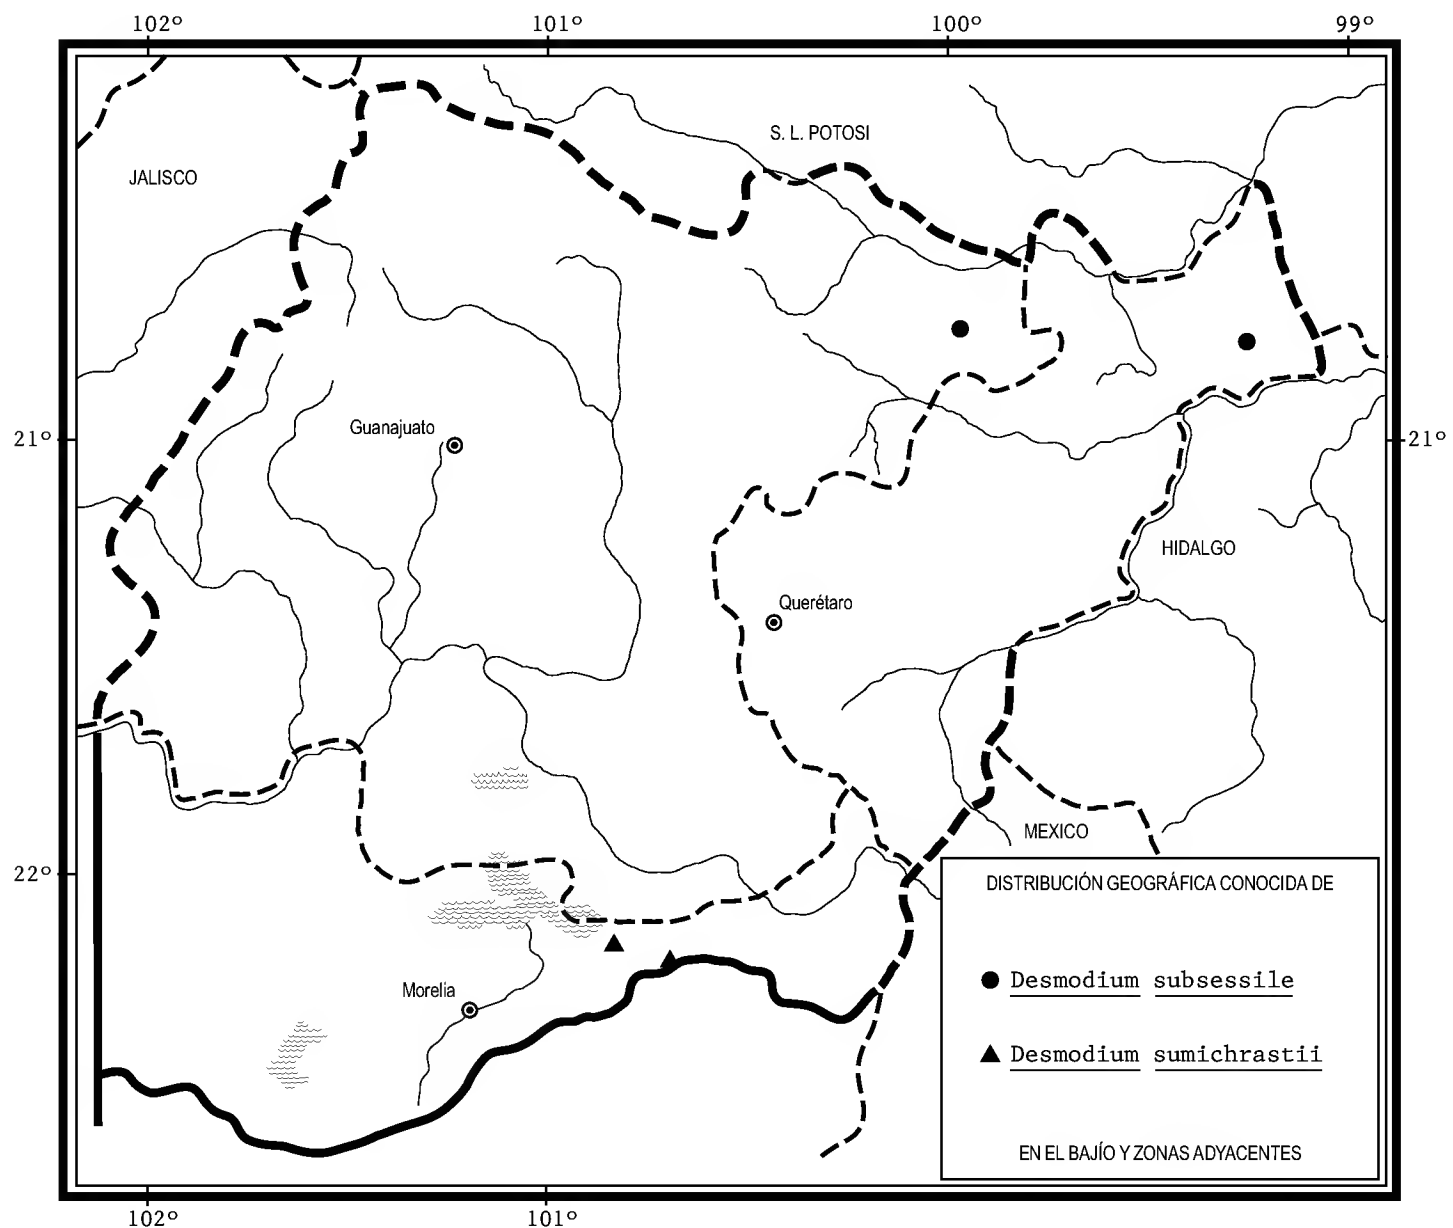 102° 101° 100° 99°
S. L. POTOSI
JALISCO
Guanajuato
21° 21°
HIDALGO
Querétaro
MEXICO
22°
DISTRIBUCIÓN GEOGRÁFICA CONOCIDA DE
Desmodium subsessile
Morelia
Desmodium sumichrastii
EN EL BAJÍO Y ZONAS ADYACENTES
102° 101°